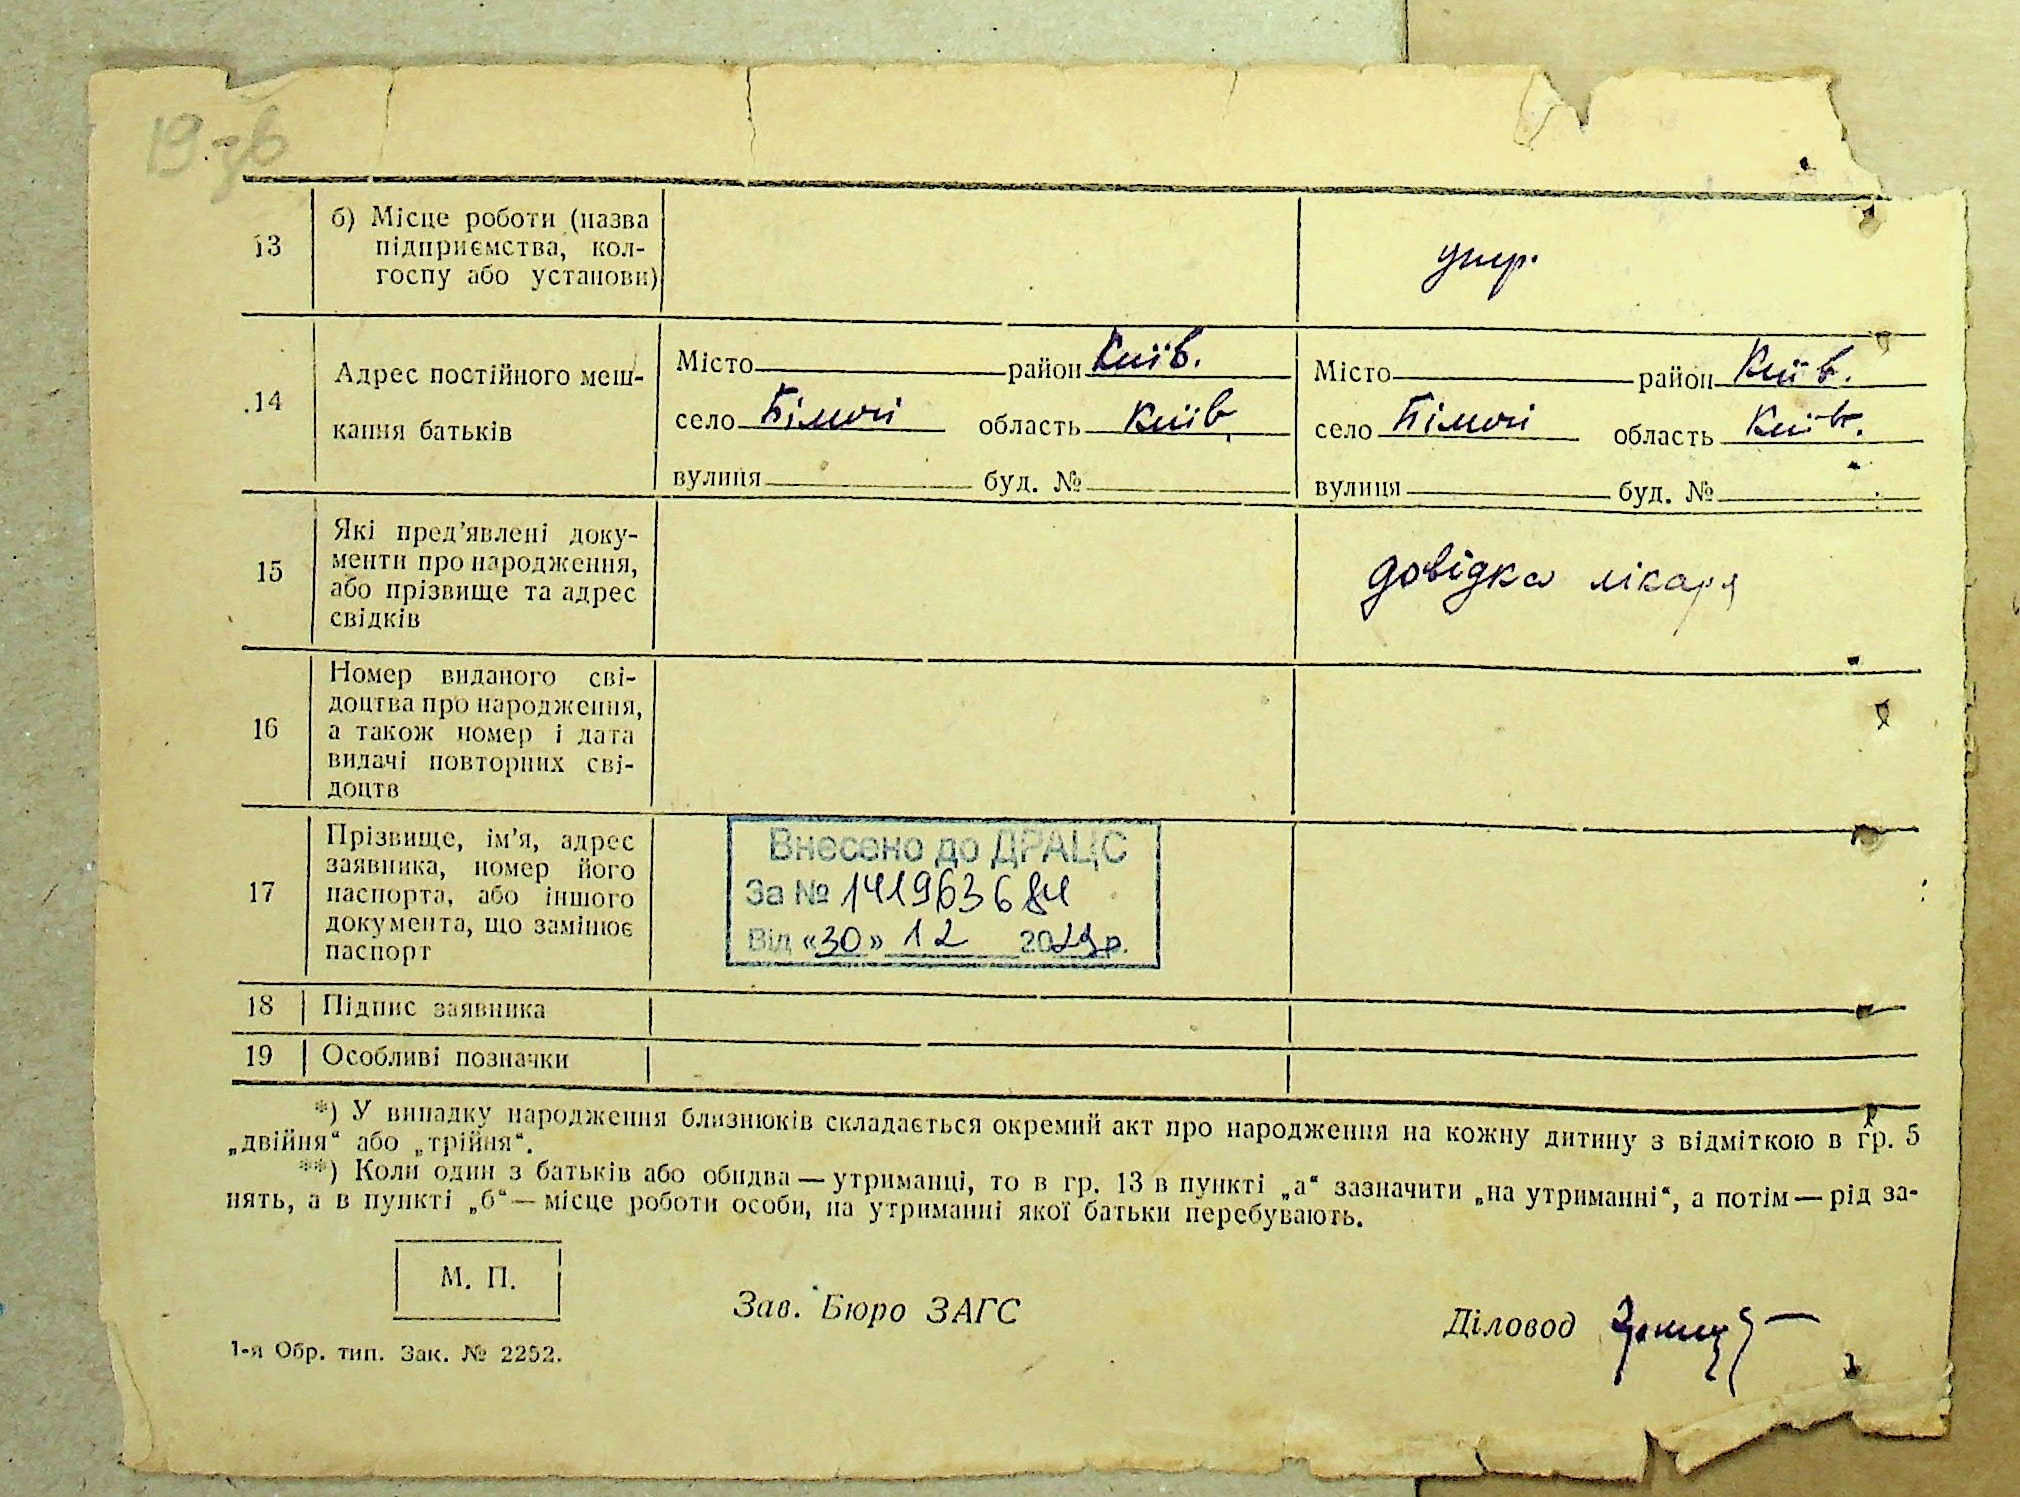 19 зв
13
б) Місце роботи (назва
підприємства, кол-
госпу або установи)
14
Адрес постійного меш-
кання батьків
Місто район Київ.
село Білочі область Київ
вулиця буд. №
Місто район Київ.
село Білочі область Київ.
вулиця буд. №
15
Які пред'явлені доку-
менти про народження,
або прізвище та адрес
свідків
довідка лікаря
16
Номер виданого сві-
доцтва про народження,
а також номер і дата
видачі повторних сві-
доцтв
17
Прізвище, ім'я, адрес
заявника, номер його
паспорта, або іншого
документа, що замінює
паспорт
Внесено до ДРАЦС
За №
Від «30» 12 2029р.
18 Підпис заявника
19 Особливі позначки
*) У випадку народження близнюків складається окремий акт про народження на кожну дитину з відміткою в гр. 5
„двійня“ або „трійня“.
**) Коли один з батьків або обидва — утриманці, то в гр. 13 в пункті „а“ зазначити „на утриманні“, а потім — рід за-
нять, а в пункті „б“ — місце роботи особи, на утриманні якої батьки перебувають.
М. П.
Зав. Бюро ЗАГС
Діловод
1-я Обр. тип. Зак. № 2252.